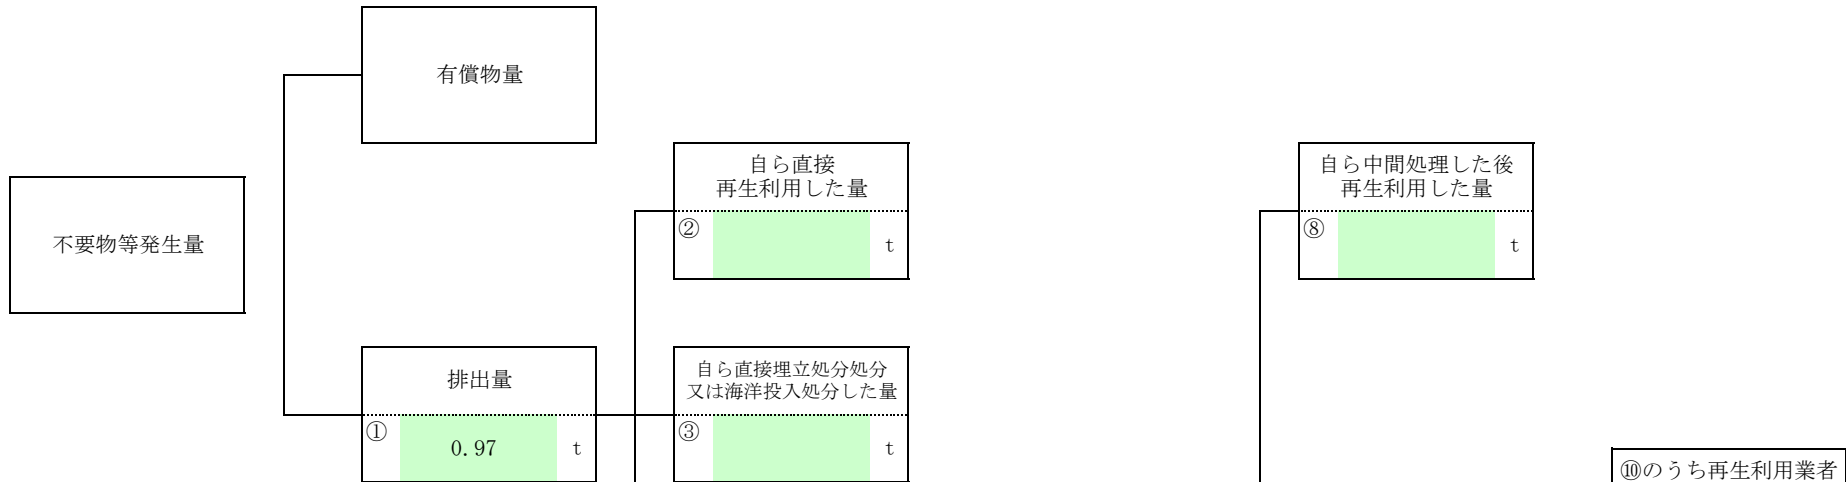 有償物量
自ら直接
再生利用した量
② t
自ら中間処理した後
再生利用した量
⑧ t
不要物等発生量
排出量
① 0.97 t
自ら直接埋立処分処分
又は海洋投入処分した量
③ t
⑩のうち再生利用業者